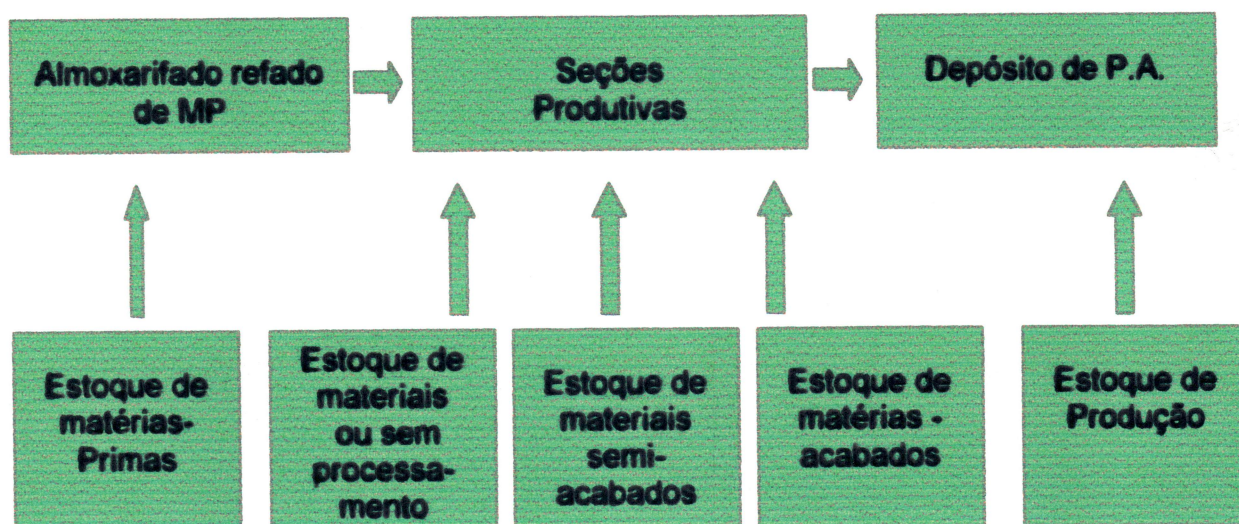 Almoxarifado refado
de MP
Seções
Produtivas
Depósito de P.A.
Estoque de
matérias-
Primas
Estoque de
materiais
ou sem
processa-
mento
Estoque de
materiais
semi-
acabados
Estoque de
matérias -
acabados
Estoque de
Produção